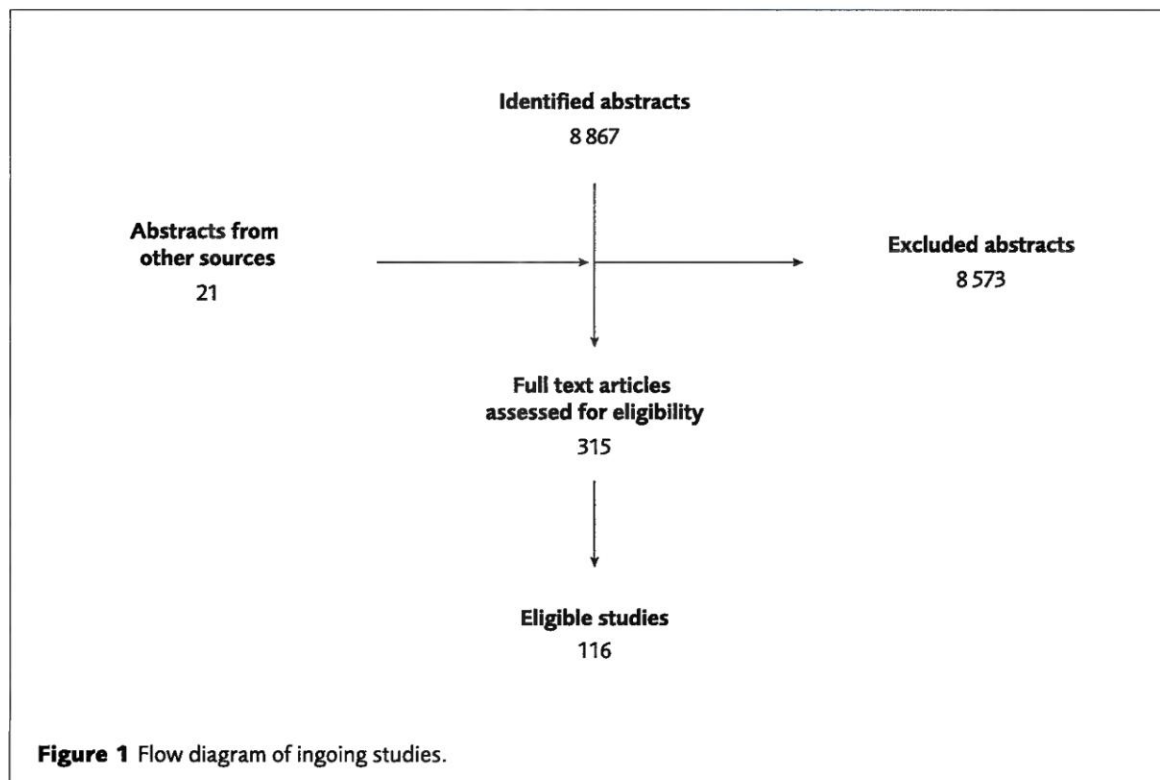 Identified abstracts
8 867
Abstracts from
other sources
21
Excluded abstracts
8 573
Full text articles
assessed for eligibility
315
Eligible studies
116
Figure 1 Flow diagram of ingoing studies.